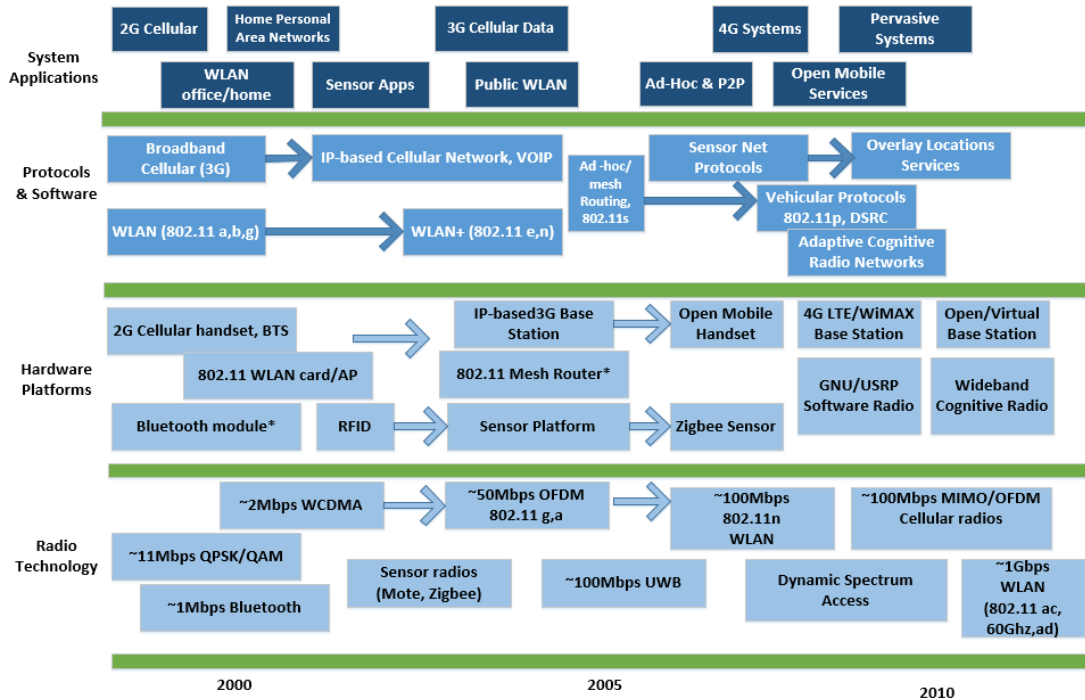 System
Applications
2G Cellular
Home Personal
Area Networks
3G Cellular Data
4G Systems
Pervasive
Systems
WLAN
office/home
Sensor Apps
Public WLAN
Ad-Hoc & P2P
Open Mobile
Services
Protocols
& Software
Broadband
Cellular (3G)
IP-based Cellular Network, VOIP
Ad -hoc/
mesh
Routing,
802.11s
Sensor Net
Protocols
Overlay Locations
Services
WLAN (802.11 a,b,g)
WLAN+ (802.11 e,n)
Vehicular Protocols
802.11p, DSRC
Adaptive Cognitive
Radio Networks
Hardware
Platforms
2G Cellular handset, BTS
IP-based3G Base
Station
Open Mobile
Handset
4G LTE/WiMAX
Base Station
Open/Virtual
Base Station
802.11 WLAN card/AP
802.11 Mesh Router*
GNU/USRP
Software Radio
Wideband
Cognitive Radio
Bluetooth module*
RFID
Sensor Platform
Zigbee Sensor
Radio
Technology
~2Mbps WCDMA
~50Mbps OFDM
802.11 g,a
~100Mbps
802.11n
WLAN
~100Mbps MIMO/OFDM
Cellular radios
~11Mbps QPSK/QAM
~1Mbps Bluetooth
Sensor radios
(Mote, Zigbee)
~100Mbps UWB
Dynamic Spectrum
Access
~1Gbps
WLAN
(802.11 ac,
60Ghz,ad)
2000
2005
2010